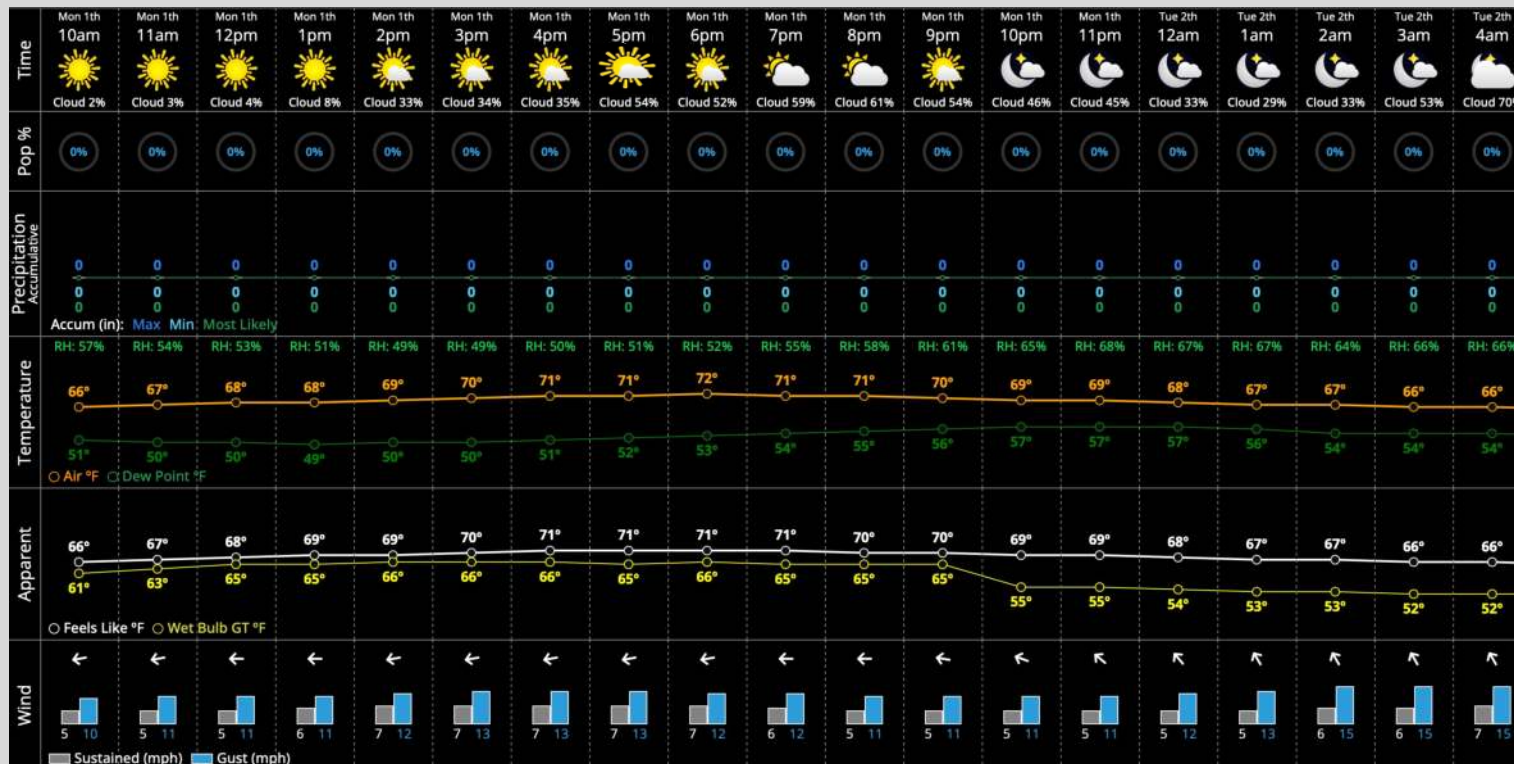 Time
Mon 1th Mon 1th Mon 1th Mon 1th Mon 1th Mon 1th Mon 1th Mon 1th Mon 1th Mon 1th Mon 1th Mon 1th Mon 1th Mon 1th Tue 2th Tue 2th Tue 2th Tue 2th Tue 2th
10am 11am 12pm 1pm 2pm 3pm 4pm 5pm 6pm 7pm 8pm 9pm 10pm 11pm 12am 1am 2am 3am 4am
Cloud 2% Cloud 3% Cloud 4% Cloud 8% Cloud 33% Cloud 34% Cloud 35% Cloud 54% Cloud 52% Cloud 59% Cloud 61% Cloud 54% Cloud 46% Cloud 45% Cloud 33% Cloud 29% Cloud 33% Cloud 53% Cloud 70%
Pop %
0% 0% 0% 0% 0% 0% 0% 0% 0% 0% 0% 0% 0% 0% 0% 0% 0% 0% 0%
Precipitation
Accumulative
0 0 0 0 0 0 0 0 0 0 0 0 0 0 0 0 0 0 0
0 0 0 0 0 0 0 0 0 0 0 0 0 0 0 0 0 0 0
0 0 0 0 0 0 0 0 0 0 0 0 0 0 0 0 0 0 0
Accum (in): Max Min Most Likely
Temperature
RH: 57% RH: 54% RH: 53% RH: 51% RH: 49% RH: 49% RH: 50% RH: 51% RH: 52% RH: 55% RH: 58% RH: 61% RH: 65% RH: 68% RH: 67% RH: 67% RH: 64% RH: 66% RH: 66%
66° 67° 68° 68° 69° 70° 71° 71° 72° 71° 71° 70° 69° 69° 68° 67° 67° 66° 66°
51° 50° 50° 49° 50° 50° 51° 52° 53° 54° 55° 56° 57° 57° 57° 56° 54° 54° 54°
Air °F Dew Point °F
Apparent
66° 67° 68° 69° 69° 70° 71° 71° 71° 71° 70° 70° 69° 69° 68° 67° 67° 66° 66°
61° 63° 65° 65° 66° 66° 66° 65° 66° 65° 65° 65° 55° 55° 54° 53° 53° 52° 52°
Feels Like °F Wet Bulb GT °F
Wind
5 10 5 11 5 11 6 11 7 12 7 13 7 13 7 13 7 12 6 12 5 11 5 11 5 11 5 11 5 12 5 13 6 15 6 15 7 15
Sustained (mph) Gust (mph)